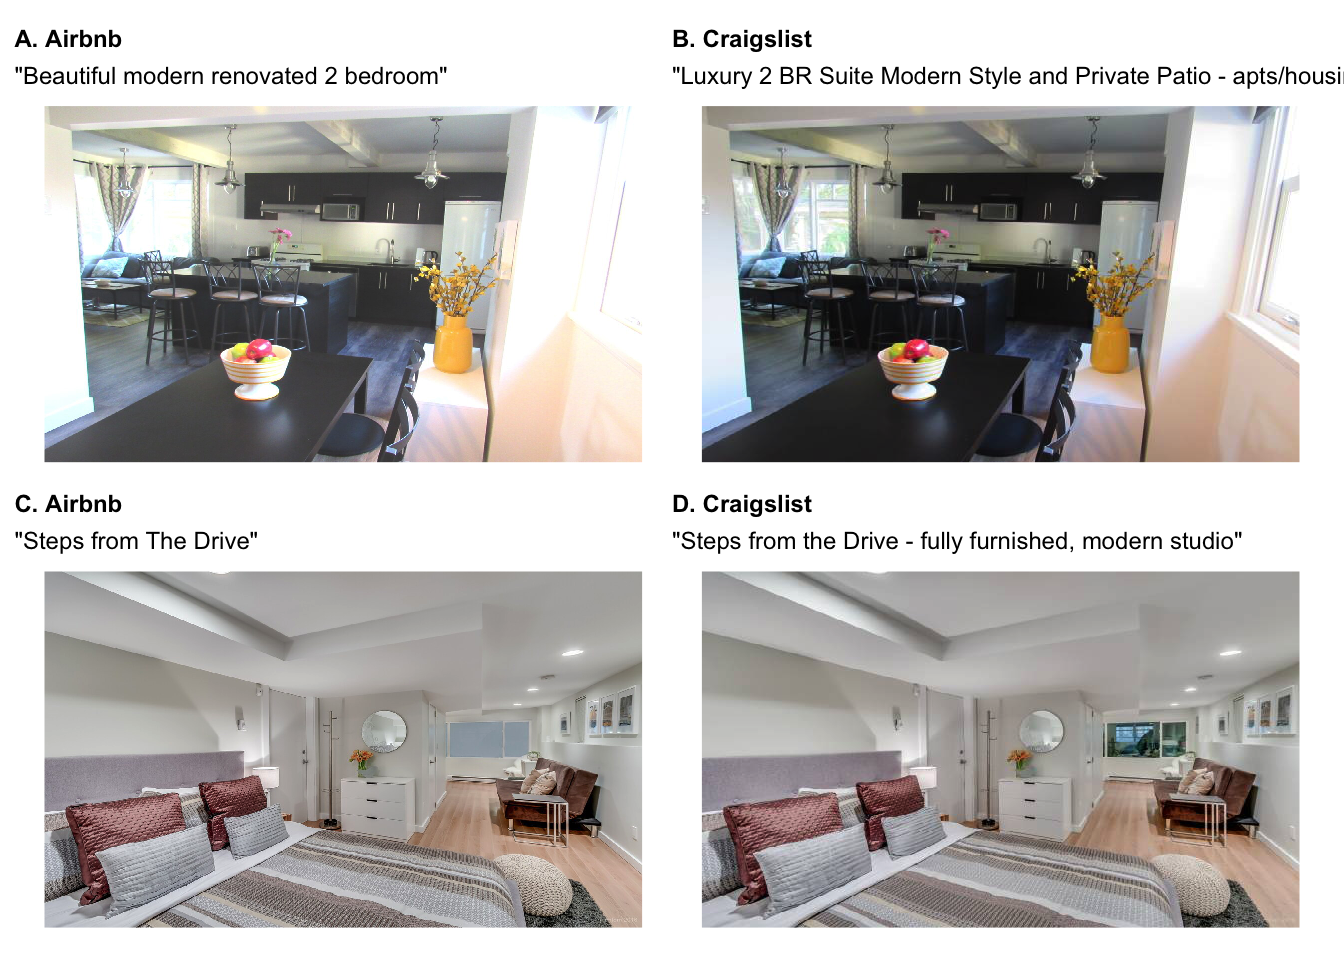 A. Airbnb
"Beautiful modern renovated 2 bedroom"
B. Craigslist
"Luxury 2 BR Suite Modern Style and Private Patio - apts/housi
C. Airbnb
"Steps from The Drive"
D. Craigslist
"Steps from the Drive - fully furnished, modern studio"